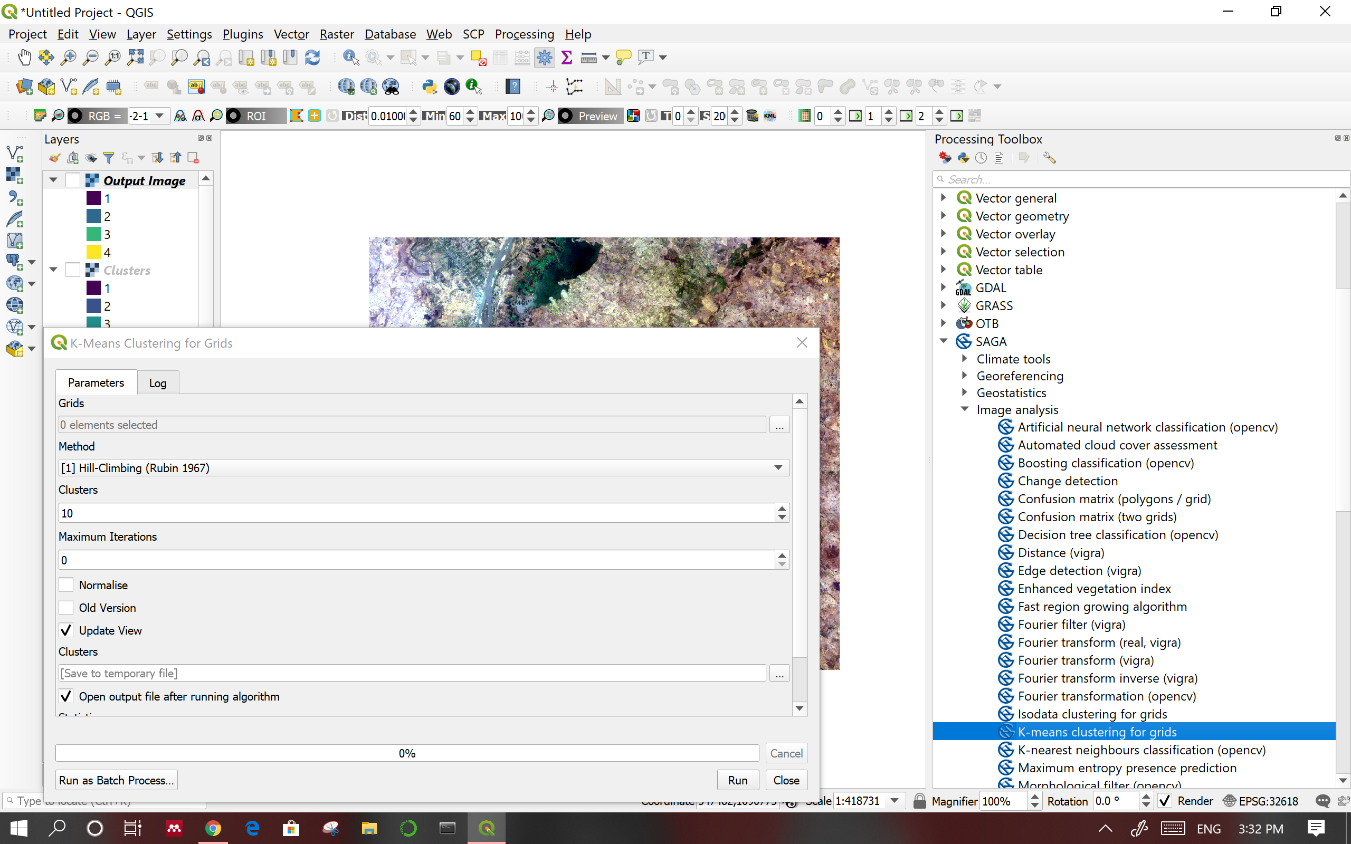 *Untitled Project - QGIS
Project Edit View Layer Settings Plugins Vector Raster Database Web SCP Processing Help
RGB = -2-1 ROI Dist 0.0100 Min 60 Max 10 Preview T 0 S 20 0 1 2
Layers
Output Image
1
2
3
4
Clusters
1
2
3
K-Means Clustering for Grids
Parameters Log
Grids
0 elements selected ...
Method
[1] Hill-Climbing (Rubin 1967)
Clusters
10
Maximum Iterations
0
Normalise
Old Version
Update View
Clusters
[Save to temporary file] ...
Open output file after running algorithm
0% Cancel
Run as Batch Process... Run Close
Processing Toolbox
Search...
Vector general
Vector geometry
Vector overlay
Vector selection
Vector table
GDAL
GRASS
OTB
SAGA
Climate tools
Georeferencing
Geostatistics
Image analysis
Artificial neural network classification (opencv)
Automated cloud cover assessment
Boosting classification (opencv)
Change detection
Confusion matrix (polygons / grid)
Confusion matrix (two grids)
Decision tree classification (opencv)
Distance (vigra)
Edge detection (vigra)
Enhanced vegetation index
Fast region growing algorithm
Fourier filter (vigra)
Fourier transform (real, vigra)
Fourier transform (vigra)
Fourier transform inverse (vigra)
Fourier transformation (opencv)
Isodata clustering for grids
K-means clustering for grids
K-nearest neighbours classification (opencv)
Maximum entropy presence prediction
Morphological filter (opencv)
Type to locate (Ctrl+K) Coordinate Scale 1:418731 Magnifier 100% Rotation 0.0 ° Render EPSG:32618
ENG 3:32 PM